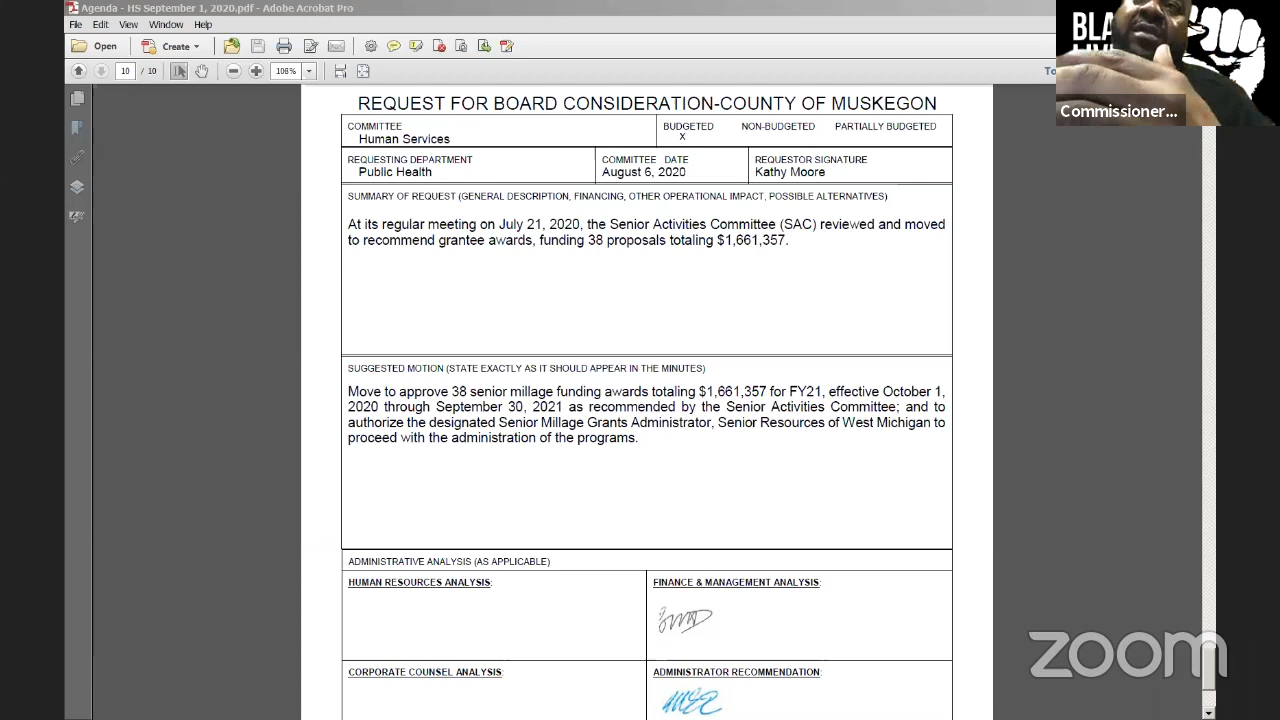 Agenda - HS September 1, 2020.pdf - Adobe Acrobat Pro
File Edit View Window Help
Open Create
10 / 10 108% To
Commissioner...
REQUEST FOR BOARD CONSIDERATION-COUNTY OF MUSKEGON
COMMITTEE
Human Services
BUDGETED NON-BUDGETED PARTIALLY BUDGETED
X
REQUESTING DEPARTMENT
Public Health
COMMITTEE DATE
August 6, 2020
REQUESTOR SIGNATURE
Kathy Moore
SUMMARY OF REQUEST (GENERAL DESCRIPTION, FINANCING, OTHER OPERATIONAL IMPACT, POSSIBLE ALTERNATIVES)
At its regular meeting on July 21, 2020, the Senior Activities Committee (SAC) reviewed and moved
to recommend grantee awards, funding 38 proposals totaling $1,661,357.
SUGGESTED MOTION (STATE EXACTLY AS IT SHOULD APPEAR IN THE MINUTES)
Move to approve 38 senior millage funding awards totaling $1,661,357 for FY21, effective October 1,
2020 through September 30, 2021 as recommended by the Senior Activities Committee; and to
authorize the designated Senior Millage Grants Administrator, Senior Resources of West Michigan to
proceed with the administration of the programs.
ADMINISTRATIVE ANALYSIS (AS APPLICABLE)
HUMAN RESOURCES ANALYSIS:
FINANCE & MANAGEMENT ANALYSIS:
CORPORATE COUNSEL ANALYSIS:
ADMINISTRATOR RECOMMENDATION:
zoom